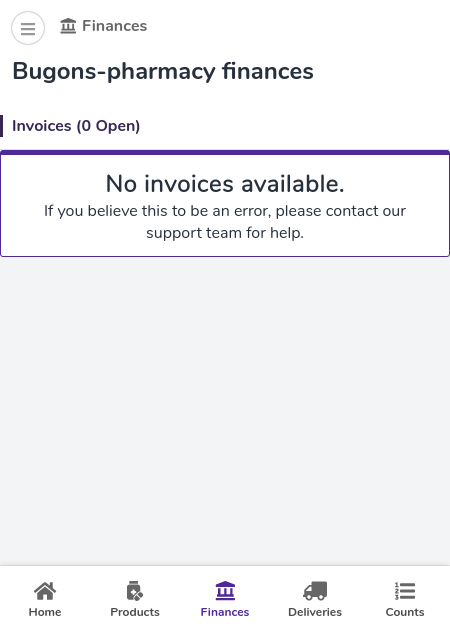 Finances
Bugons-pharmacy finances
Invoices (0 Open)
No invoices available.
If you believe this to be an error, please contact our
support team for help.
Home
Products
Finances
Deliveries
Counts